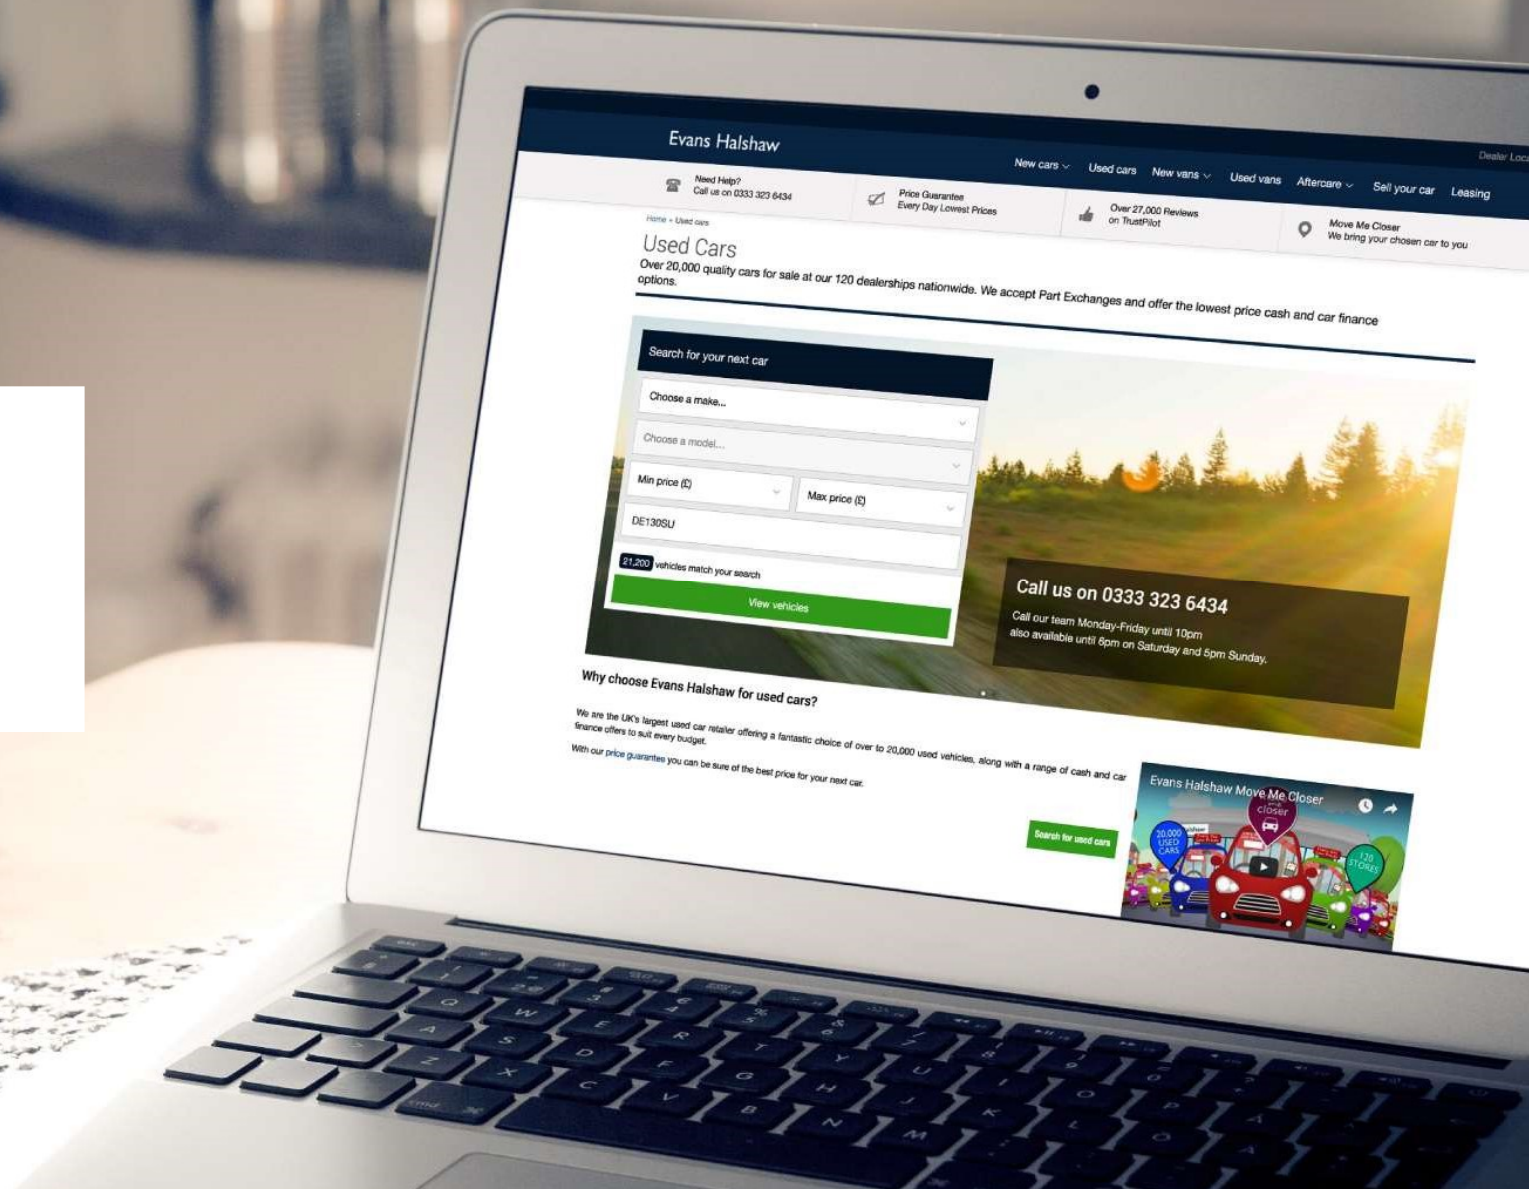 Dealer Loca
Evans Halshaw
New cars Used cars New vans Used vans Aftercare Sell your car Leasing
Need Help?
Call us on 0333 323 6434
Price Guarantee
Every Day Lowest Prices
Over 27,000 Reviews
on TrustPilot
Move Me Closer
We bring your chosen car to you
Home Used cars
Used Cars
Over 20,000 quality cars for sale at our 120 dealerships nationwide. We accept Part Exchanges and offer the lowest price cash and car finance
options.
Search for your next car
Choose a make...
Choose a model...
Min price (£)
Max price (£)
DE130SU
21,200 vehicles match your search
View vehicles
Call us on 0333 323 6434
Call our team Monday-Friday until 10pm
also available until 6pm on Saturday and 5pm Sunday.
Why choose Evans Halshaw for used cars?
We are the UK's largest used car retailer offering a fantastic choice of over to 20,000 used vehicles, along with a range of cash and car
finance offers to suit every budget.
With our price guarantee you can be sure of the best price for your next car.
Search for used cars
Evans Halshaw Move Me Closer
closer
20,000
USED
CARS
120
STORES
Q W E R T Y U I O P
A S D F G H J K L
Z X C V B N M
cmd ⌘